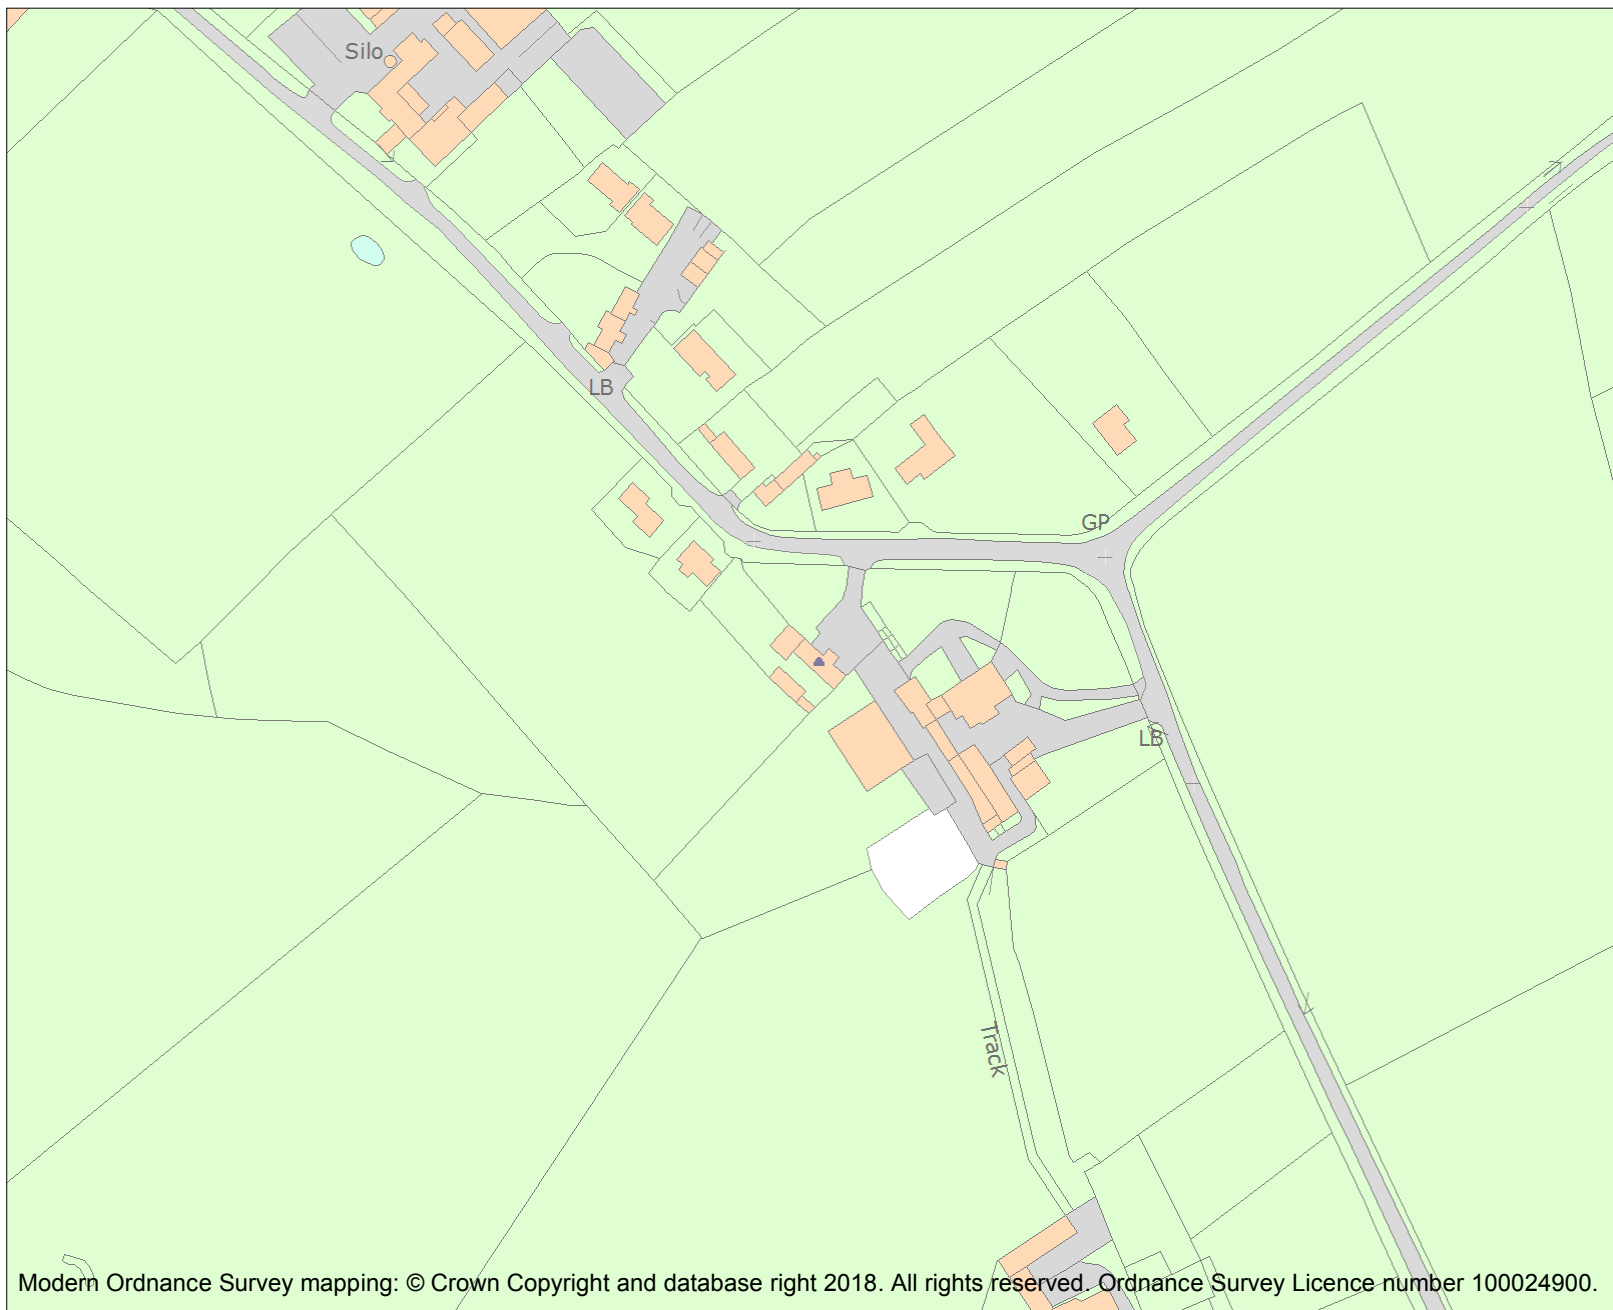 Silo
LB
GP
LB
Track
Modern Ordnance Survey mapping: © Crown Copyright and database right 2018. All rights reserved. Ordnance Survey Licence number 100024900.